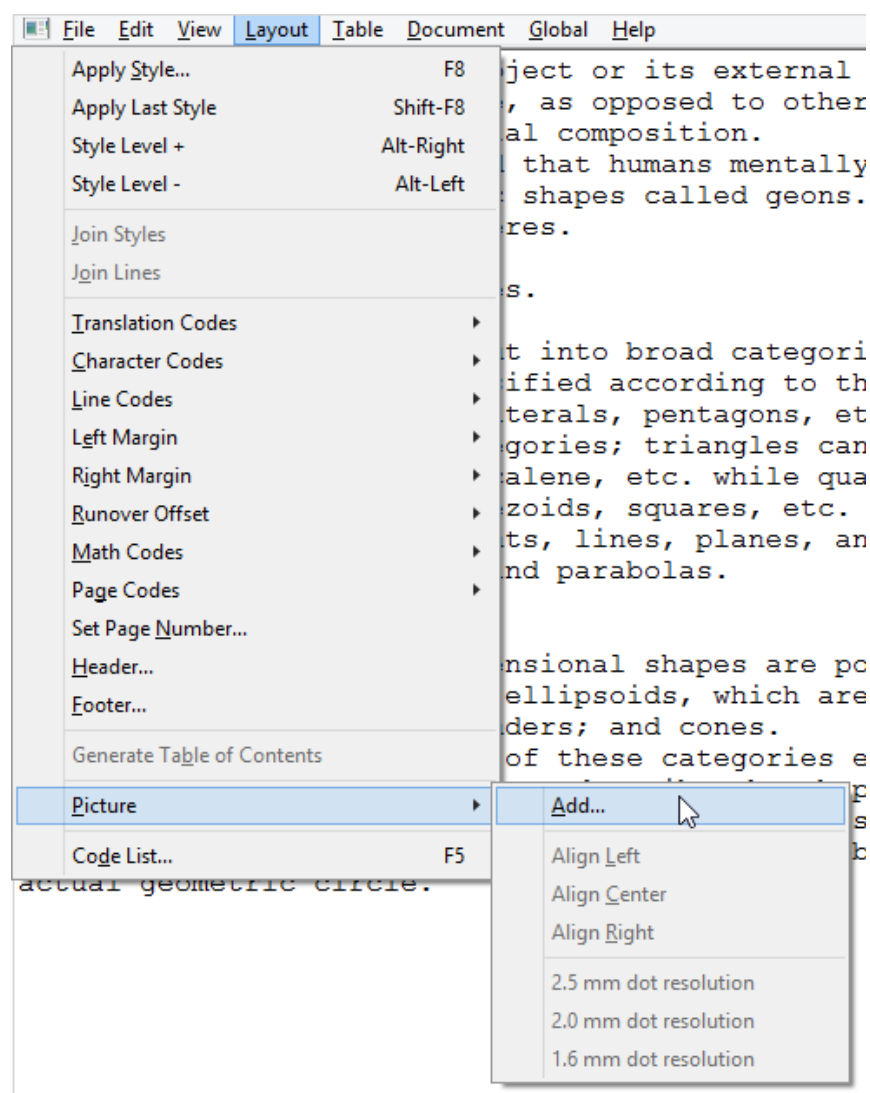 File Edit View Layout Table Document Global Help
Apply Style... F8
Apply Last Style Shift-F8
Style Level + Alt-Right
Style Level - Alt-Left
Join Styles
Join Lines
Translation Codes
Character Codes
Line Codes
Left Margin
Right Margin
Runover Offset
Math Codes
Page Codes
Set Page Number...
Header...
Footer...
Generate Table of Contents
Picture
Code List... F5
Add...
Align Left
Align Center
Align Right
2.5 mm dot resolution
2.0 mm dot resolution
1.6 mm dot resolution
ject or its external
, as opposed to other
al composition.
that humans mentally
shapes called geons.
res.
s.
t into broad categori
ified according to th
terals, pentagons, et
gories; triangles can
alene, etc. while qua
zoids, squares, etc.
ts, lines, planes, an
nd parabolas.
nsional shapes are po
ellipsoids, which are
ders; and cones.
of these categories e
actual geometric circle.